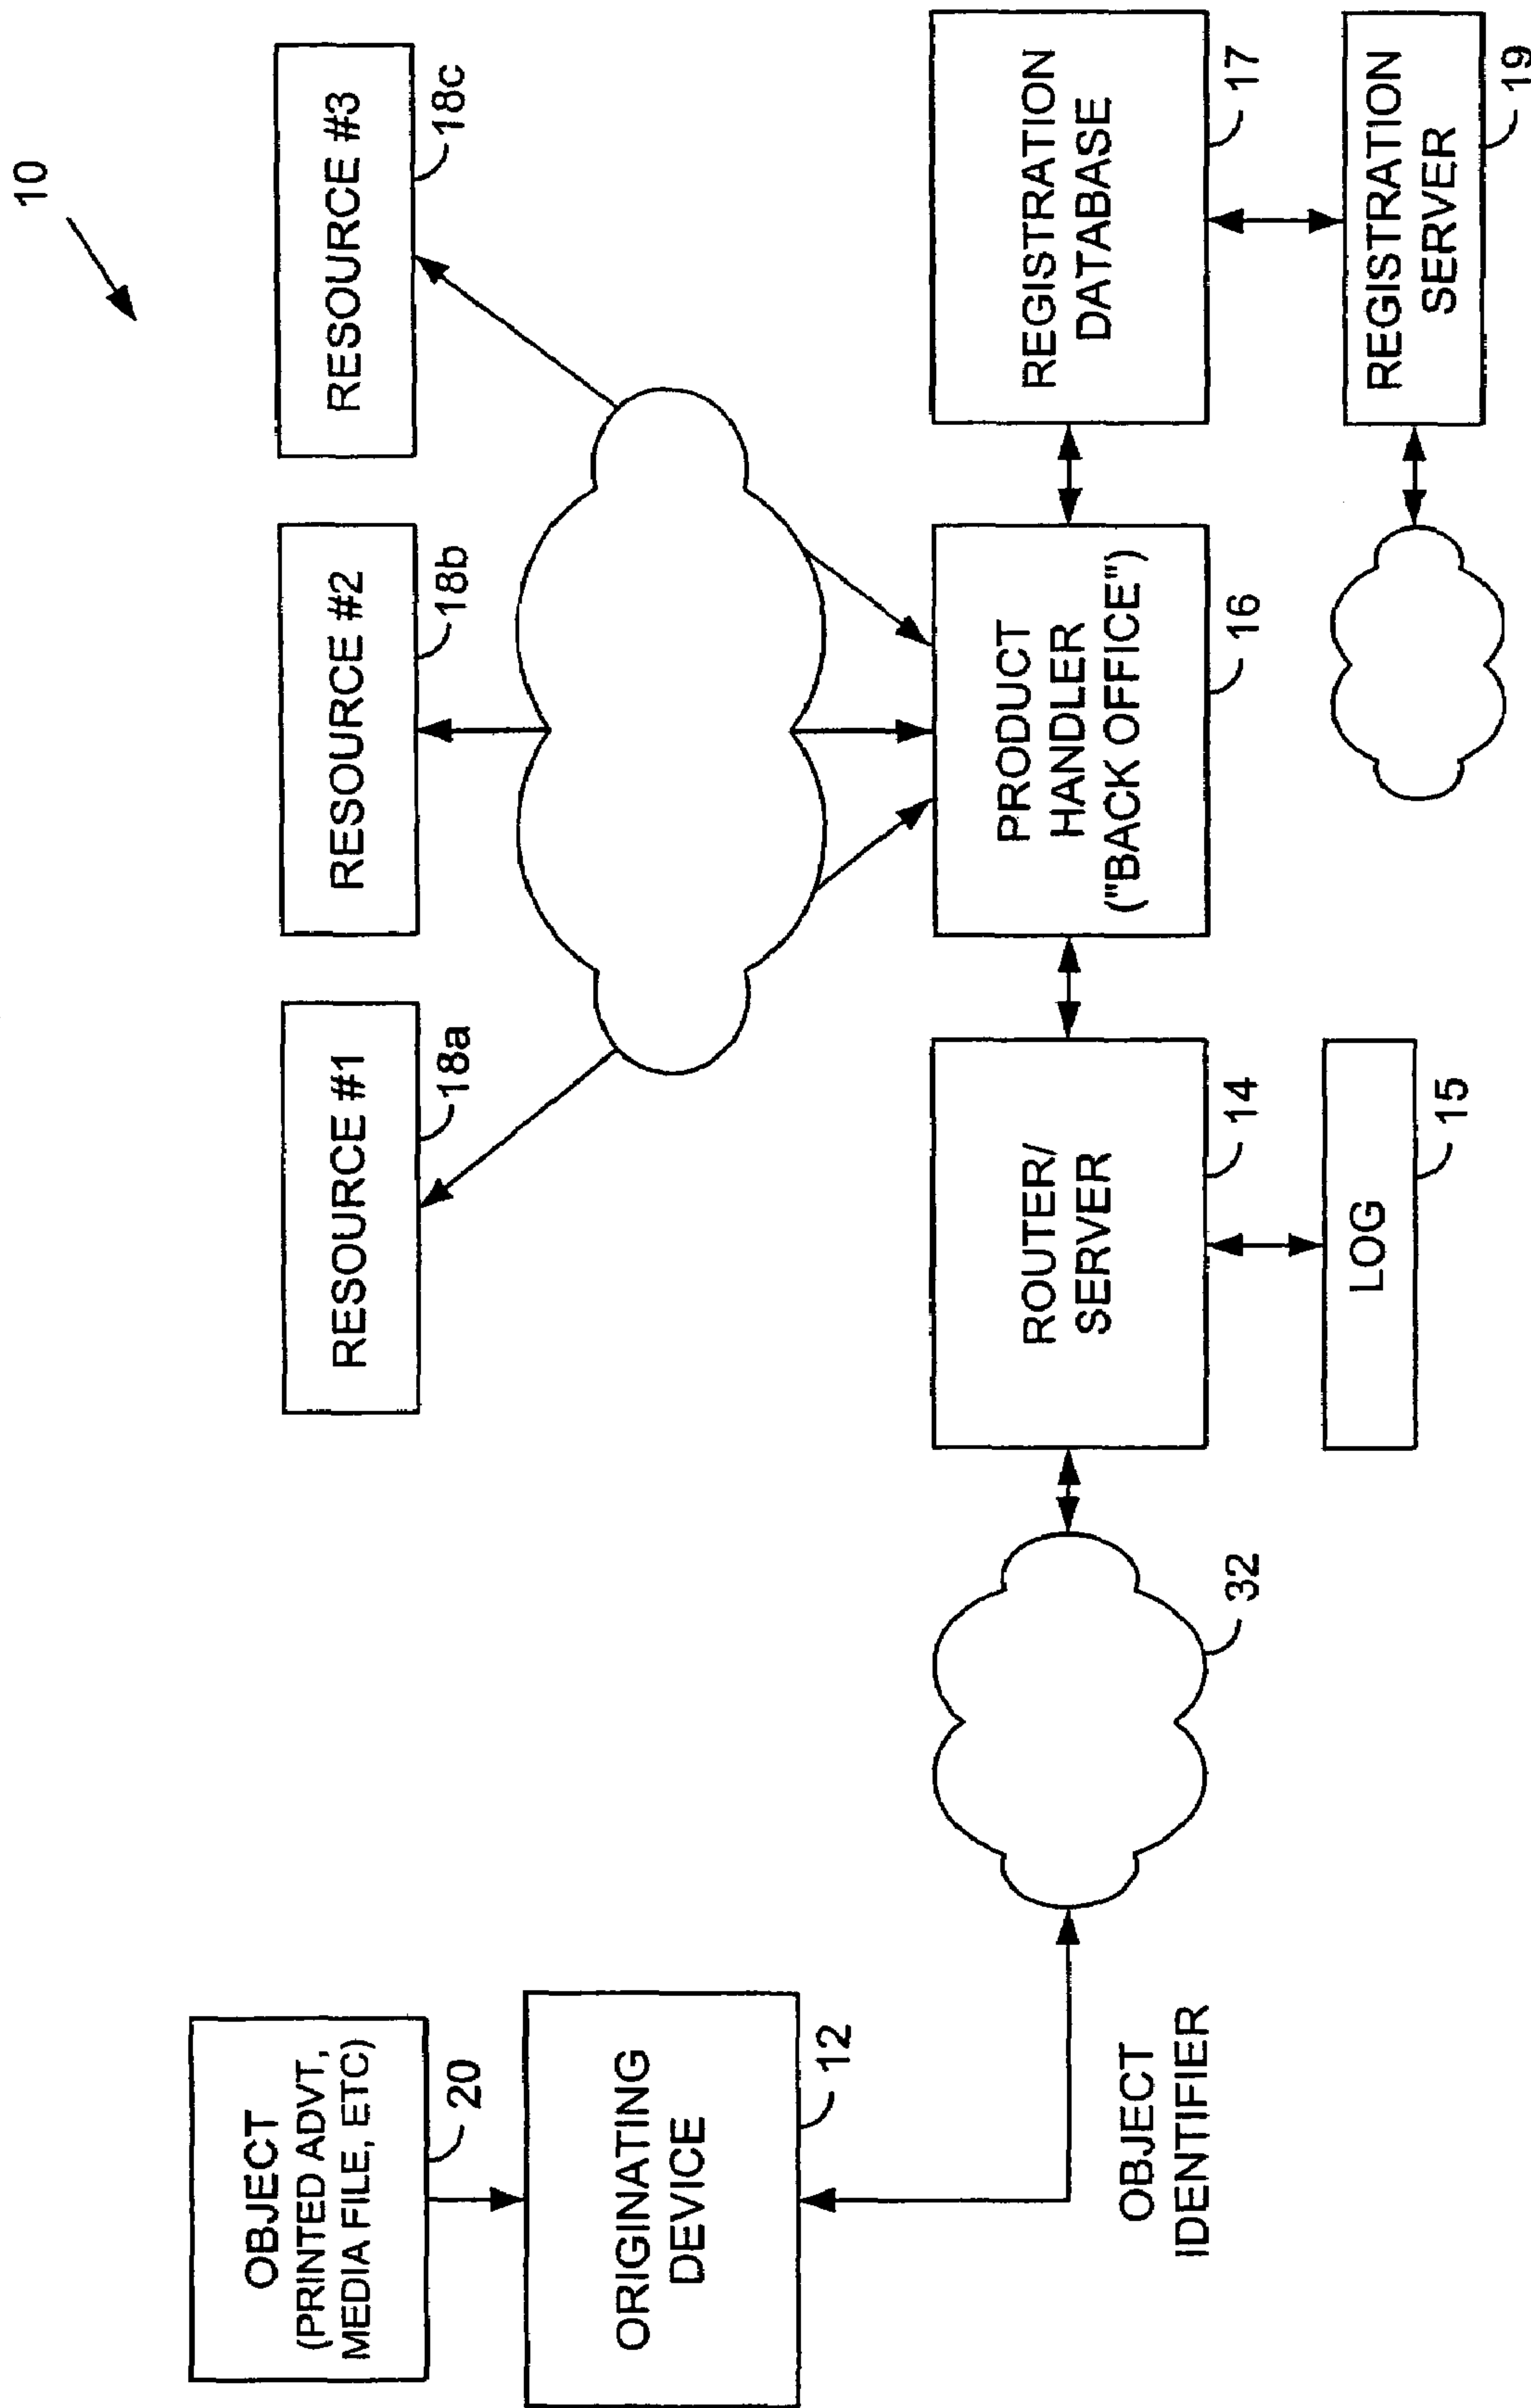 10
RESOURCE #1
18a
RESOURCE #2
18b
RESOURCE #3
18c
OBJECT
(PRINTED ADVT,
MEDIA FILE, ETC)
20
ORIGINATING
DEVICE
12
OBJECT
IDENTIFIER
32
ROUTER/
SERVER
14
LOG
15
PRODUCT
HANDLER
("BACK OFFICE")
16
REGISTRATION
DATABASE
17
REGISTRATION
SERVER
19